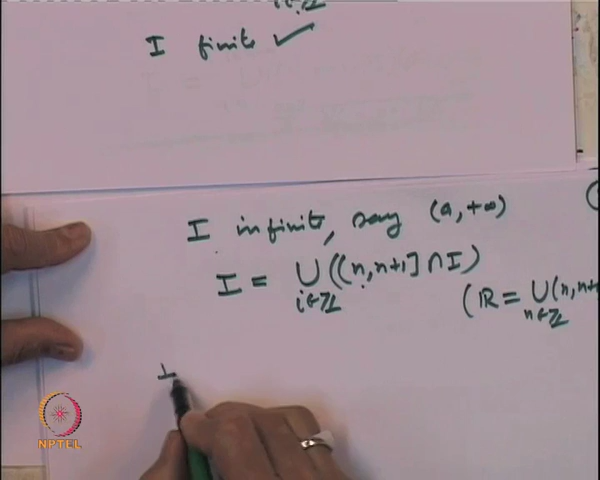 i∈ℤ
I finite ✓
I infinite, say (a, +∞)
I = ∪ ((n, n+1] ∩ I)
i∈ℤ
(ℝ = ∪ (n, n+
n∈ℤ
NPTEL